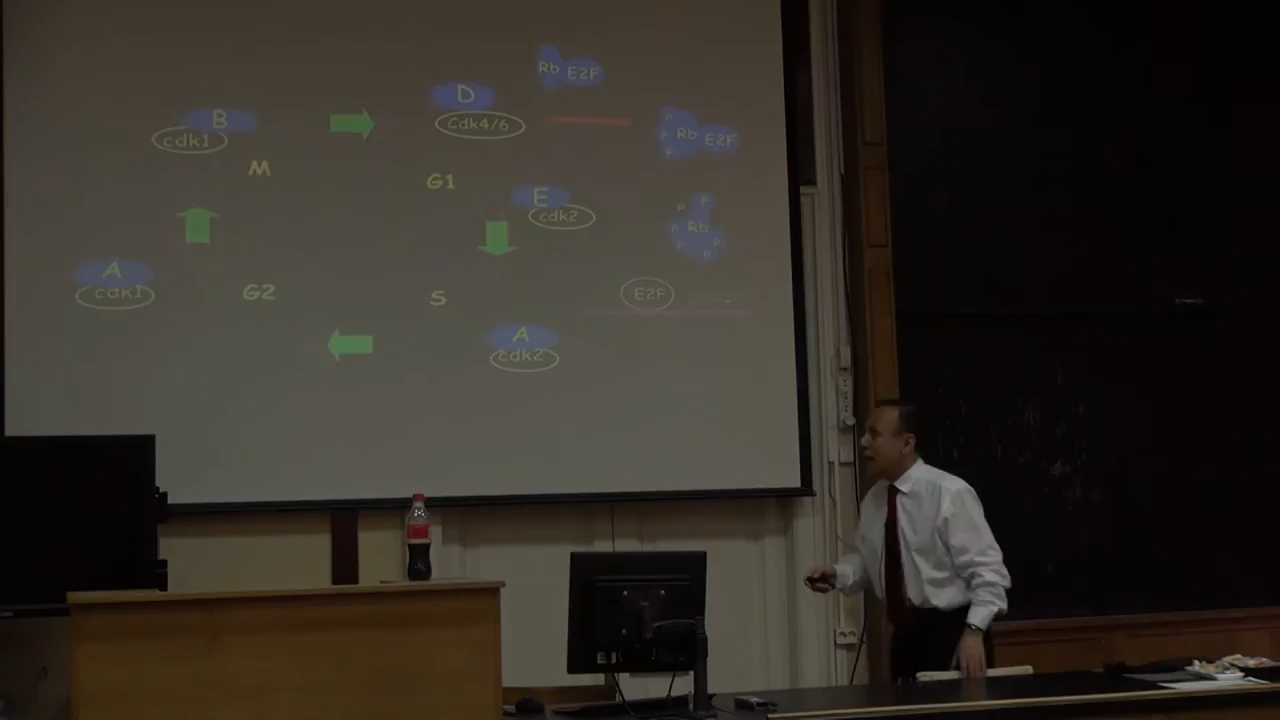 Rb E2F
D
Cdk4/6
B
cdk1
P
P Rb E2F
P
M
G1
E
cdk2
P
P
P Rb
P P
P
A
cdk1
G2
S
E2F
A
cdk2